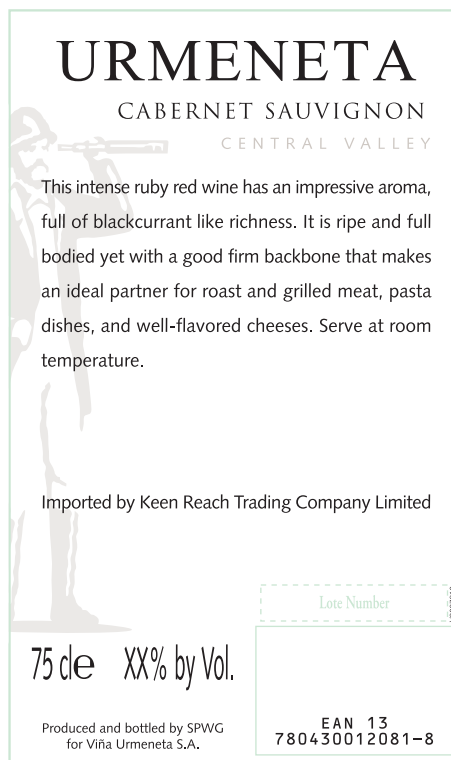 URMENETA
CABERNET SAUVIGNON
CENTRAL VALLEY
This intense ruby red wine has an impressive aroma,
full of blackcurrant like richness. It is ripe and full
bodied yet with a good firm backbone that makes
an ideal partner for roast and grilled meat, pasta
dishes, and well-flavored cheeses. Serve at room
temperature.
Imported by Keen Reach Trading Company Limited
Lote Number
75 cl℮ XX% by Vol.
Produced and bottled by SPWG
for Viña Urmeneta S.A.
EAN 13
780430012081-8